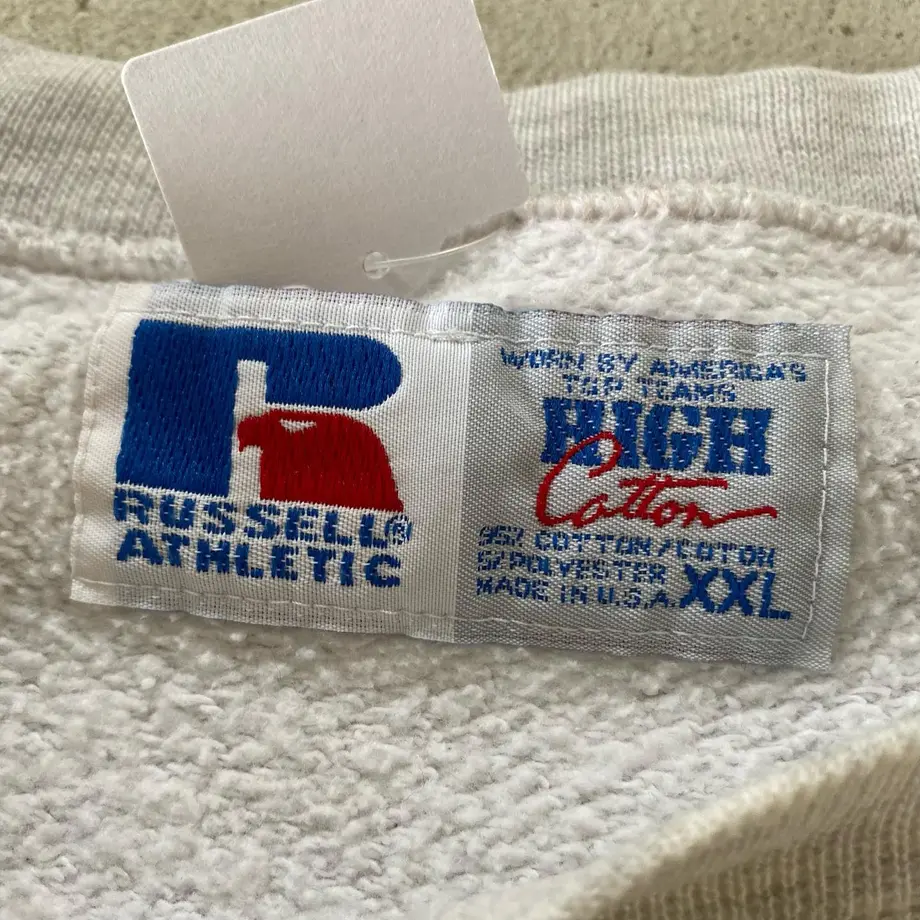 RUSSELL®
ATHLETIC
WORN BY AMERICA'S
TOP TEAMS
HIGH
Cotton
95% COTTON/COTON
5% POLYESTER
MADE IN U.S.A. XXL